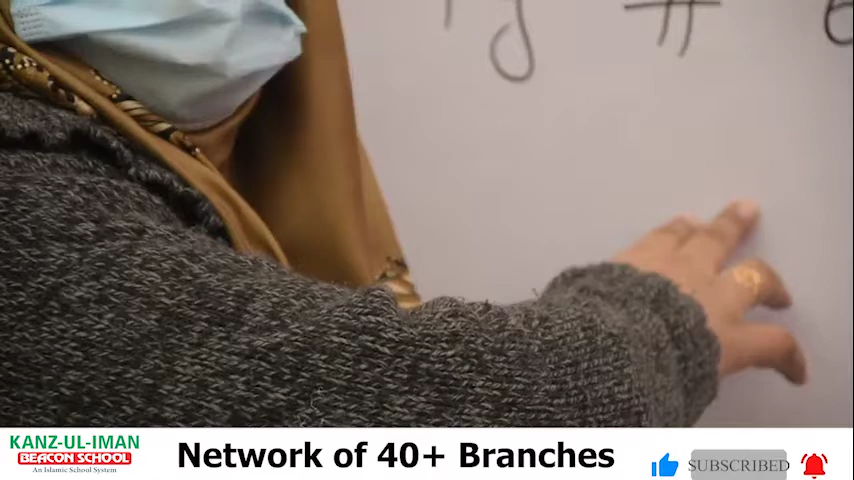 KANZ-UL-IMAN
BEACON SCHOOL
An Islamic School System
Network of 40+ Branches
SUBSCRIBED